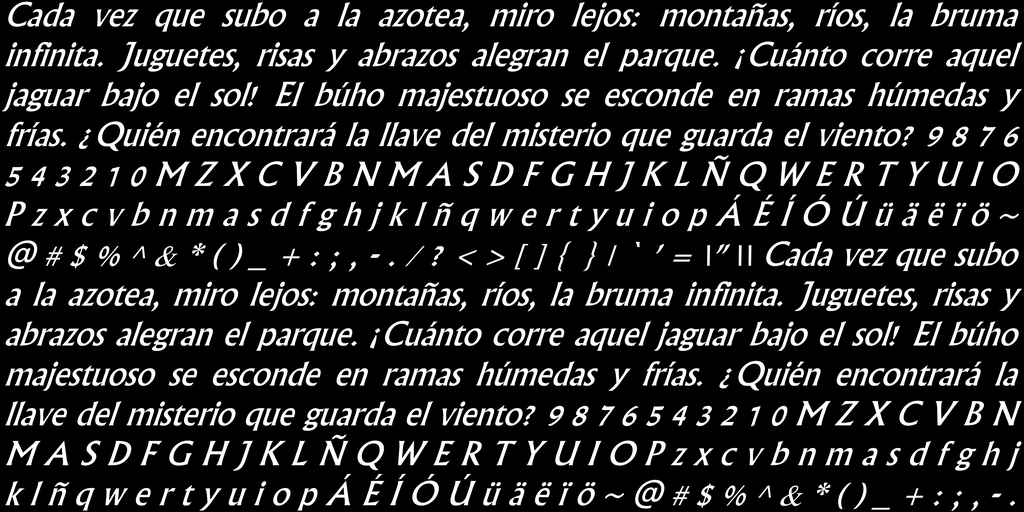 Cada vez que subo a la azotea, miro lejos: montañas, ríos, la bruma
infinita. Juguetes, risas y abrazos alegran el parque. ¡Cuánto corre aquel
jaguar bajo el sol! El búho majestuoso se esconde en ramas húmedas y
frías. ¿Quién encontrará la llave del misterio que guarda el viento? 9 8 7 6
5 4 3 2 1 0 M Z X C V B N M A S D F G H J K L Ñ Q W E R T Y U I O
P z x c v b n m a s d f g h j k l ñ q w e r t y u i o p Á É Í Ó Ú ü ä ë ï ö ~
@ # $ % ^ & * ( ) _ + : ; , - . / ? < > [ ] { } / ` ' = |" || Cada vez que subo
a la azotea, miro lejos: montañas, ríos, la bruma infinita. Juguetes, risas y
abrazos alegran el parque. ¡Cuánto corre aquel jaguar bajo el sol! El búho
majestuoso se esconde en ramas húmedas y frías. ¿Quién encontrará la
llave del misterio que guarda el viento? 9 8 7 6 5 4 3 2 1 0 M Z X C V B N
M A S D F G H J K L Ñ Q W E R T Y U I O P z x c v b n m a s d f g h j
k l ñ q w e r t y u i o p Á É Í Ó Ú ü ä ë ï ö ~ @ # $ % ^ & * ( ) _ + : ; , - .